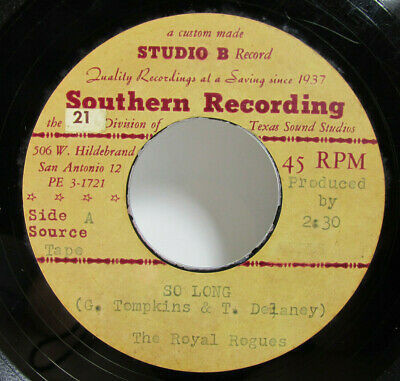 a custom made
STUDIO B Record
Quality Recordings at a Saving since 1937
Southern Recording
the Division of Texas Sound Studios
21
506 W. Hildebrand
San Antonio 12
PE 3-1721
45 RPM
Produced
by
2:30
Side A
Source
Tape
SO LONG
(G. Tompkins & T. Delaney)
The Royal Rogues